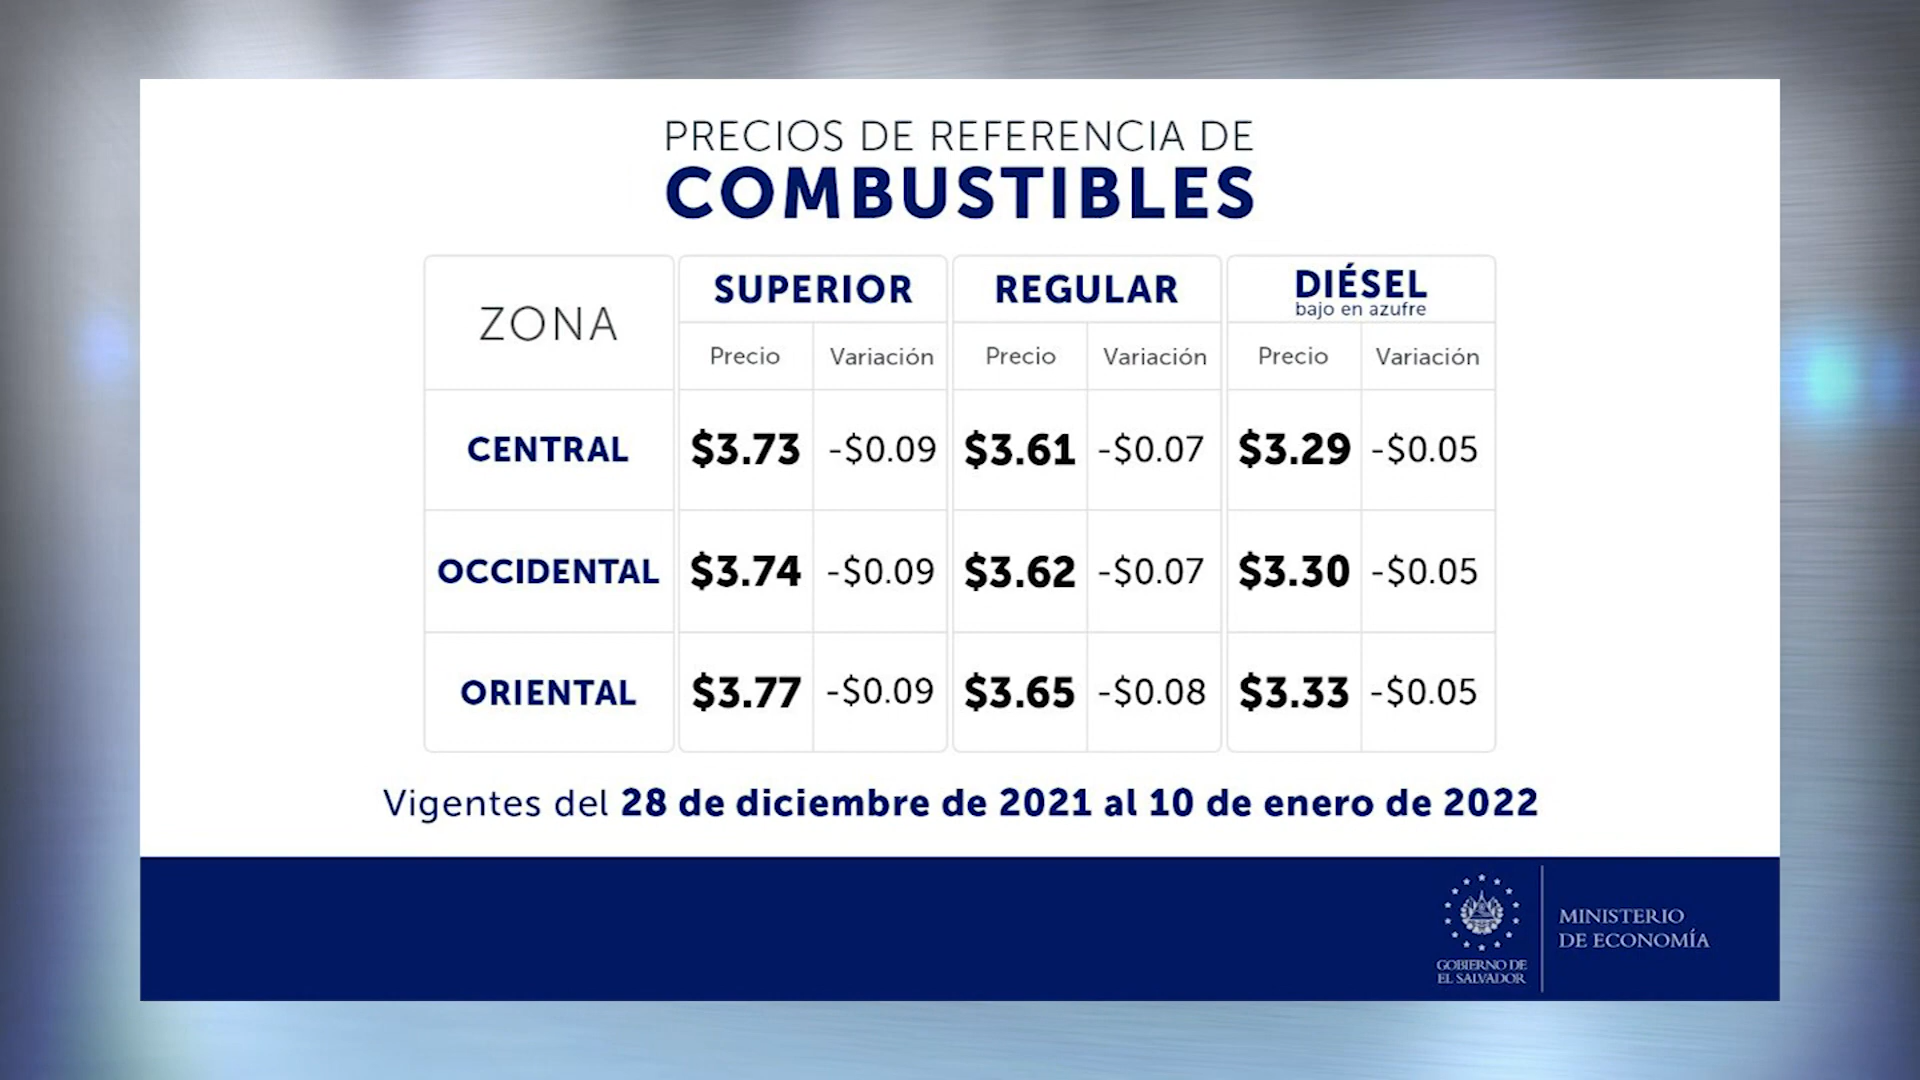 PRECIOS DE REFERENCIA DE
COMBUSTIBLES
ZONA SUPERIOR REGULAR DIÉSEL
bajo en azufre
Precio Variación Precio Variación Precio Variación
CENTRAL $3.73 -$0.09 $3.61 -$0.07 $3.29 -$0.05
OCCIDENTAL $3.74 -$0.09 $3.62 -$0.07 $3.30 -$0.05
ORIENTAL $3.77 -$0.09 $3.65 -$0.08 $3.33 -$0.05
Vigentes del 28 de diciembre de 2021 al 10 de enero de 2022
GOBIERNO DE
EL SALVADOR
MINISTERIO
DE ECONOMÍA